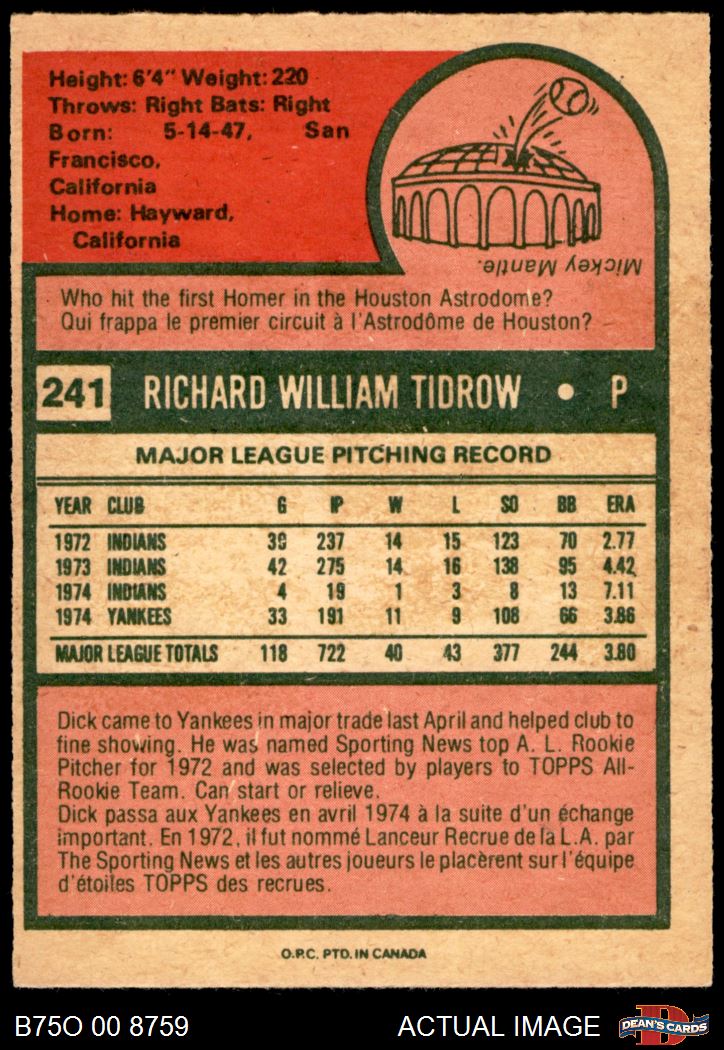 Height: 6'4" Weight: 220
Throws: Right Bats: Right
Born: 5-14-47, San
Francisco,
California
Home: Hayward,
California
Mickey Mantle.
Who hit the first Homer in the Houston Astrodome?
Qui frappa le premier circuit à l'Astrodôme de Houston?
241 RICHARD WILLIAM TIDROW • P
MAJOR LEAGUE PITCHING RECORD
YEAR CLUB G IP W L SO BB ERA
1972 INDIANS 39 237 14 15 123 70 2.77
1973 INDIANS 42 275 14 16 138 95 4.42
1974 INDIANS 4 19 1 3 8 13 7.11
1974 YANKEES 33 191 11 9 108 66 3.86
MAJOR LEAGUE TOTALS 118 722 40 43 377 244 3.80
Dick came to Yankees in major trade last April and helped club to
fine showing. He was named Sporting News top A. L. Rookie
Pitcher for 1972 and was selected by players to TOPPS All-
Rookie Team. Can start or relieve.
Dick passa aux Yankees en avril 1974 à la suite d'un échange
important. En 1972, il fut nommé Lanceur Recrue de la L.A. par
The Sporting News et les autres joueurs le placèrent sur l'équipe
d'étoiles TOPPS des recrues.
O.P.C. PTD. IN CANADA
B75O 00 8759 ACTUAL IMAGE DEAN'S CARDS